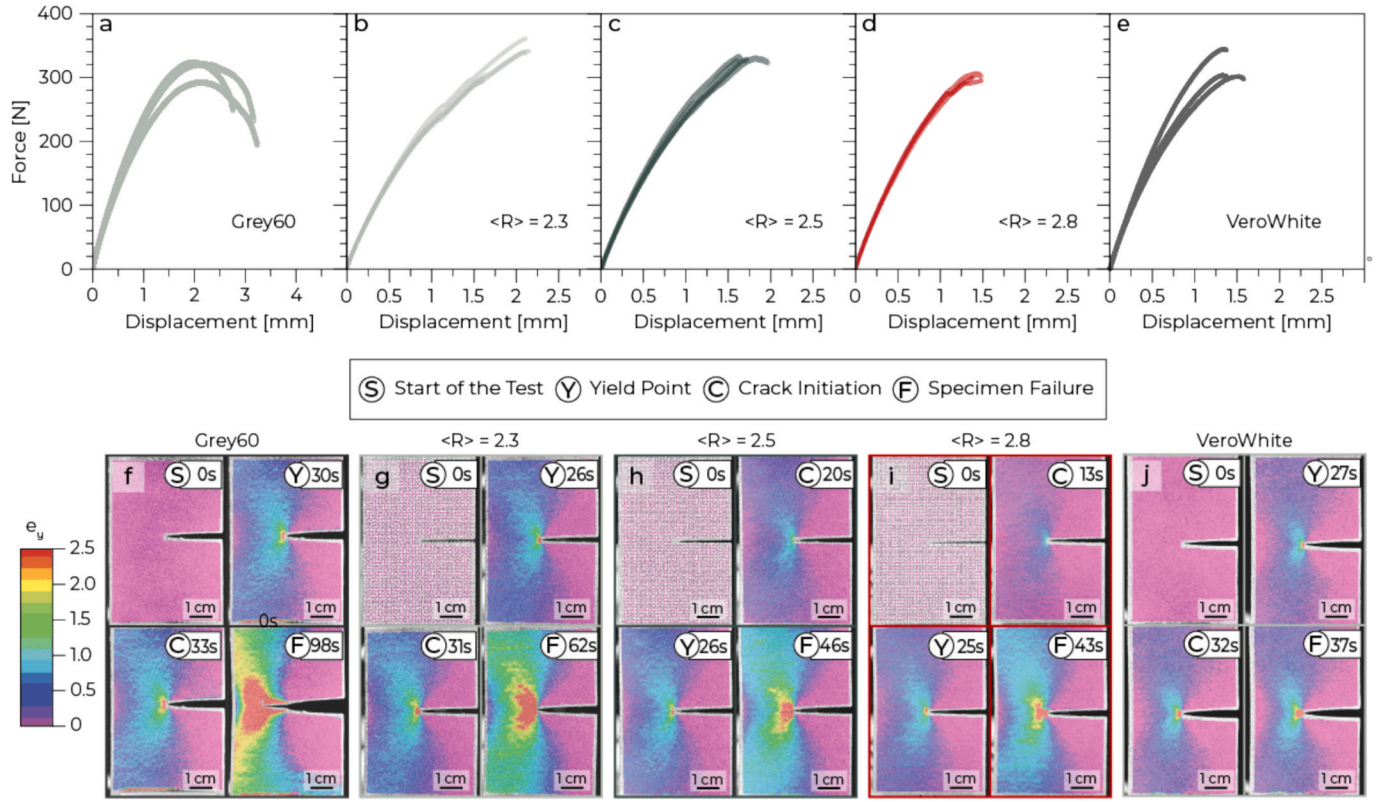 a b c d e
400
300
200
100
0
Force [N]
Grey60 <R> = 2.3 <R> = 2.5 <R> = 2.8 VeroWhite
0 1 2 3 4 0 0.5 1 1.5 2 2.5 0 0.5 1 1.5 2 2.5 0 0.5 1 1.5 2 2.5 0 0.5 1 1.5 2 2.5
Displacement [mm] Displacement [mm] Displacement [mm] Displacement [mm] Displacement [mm]
S Start of the Test Y Yield Point C Crack Initiation F Specimen Failure
Grey60 <R> = 2.3 <R> = 2.5 <R> = 2.8 VeroWhite
f S 0s Y 30s g S 0s Y 26s h S 0s C 20s i S 0s C 13s j S 0s Y 27s
1 cm 1 cm 1 cm 1 cm 1 cm 1 cm 1 cm 1 cm 1 cm 1 cm
0s
C 33s F 98s C 31s F 62s Y 26s F 46s Y 25s F 43s C 32s F 37s
1 cm 1 cm 1 cm 1 cm 1 cm 1 cm 1 cm 1 cm 1 cm 1 cm
e_y
2.5
2.0
1.5
1.0
0.5
0